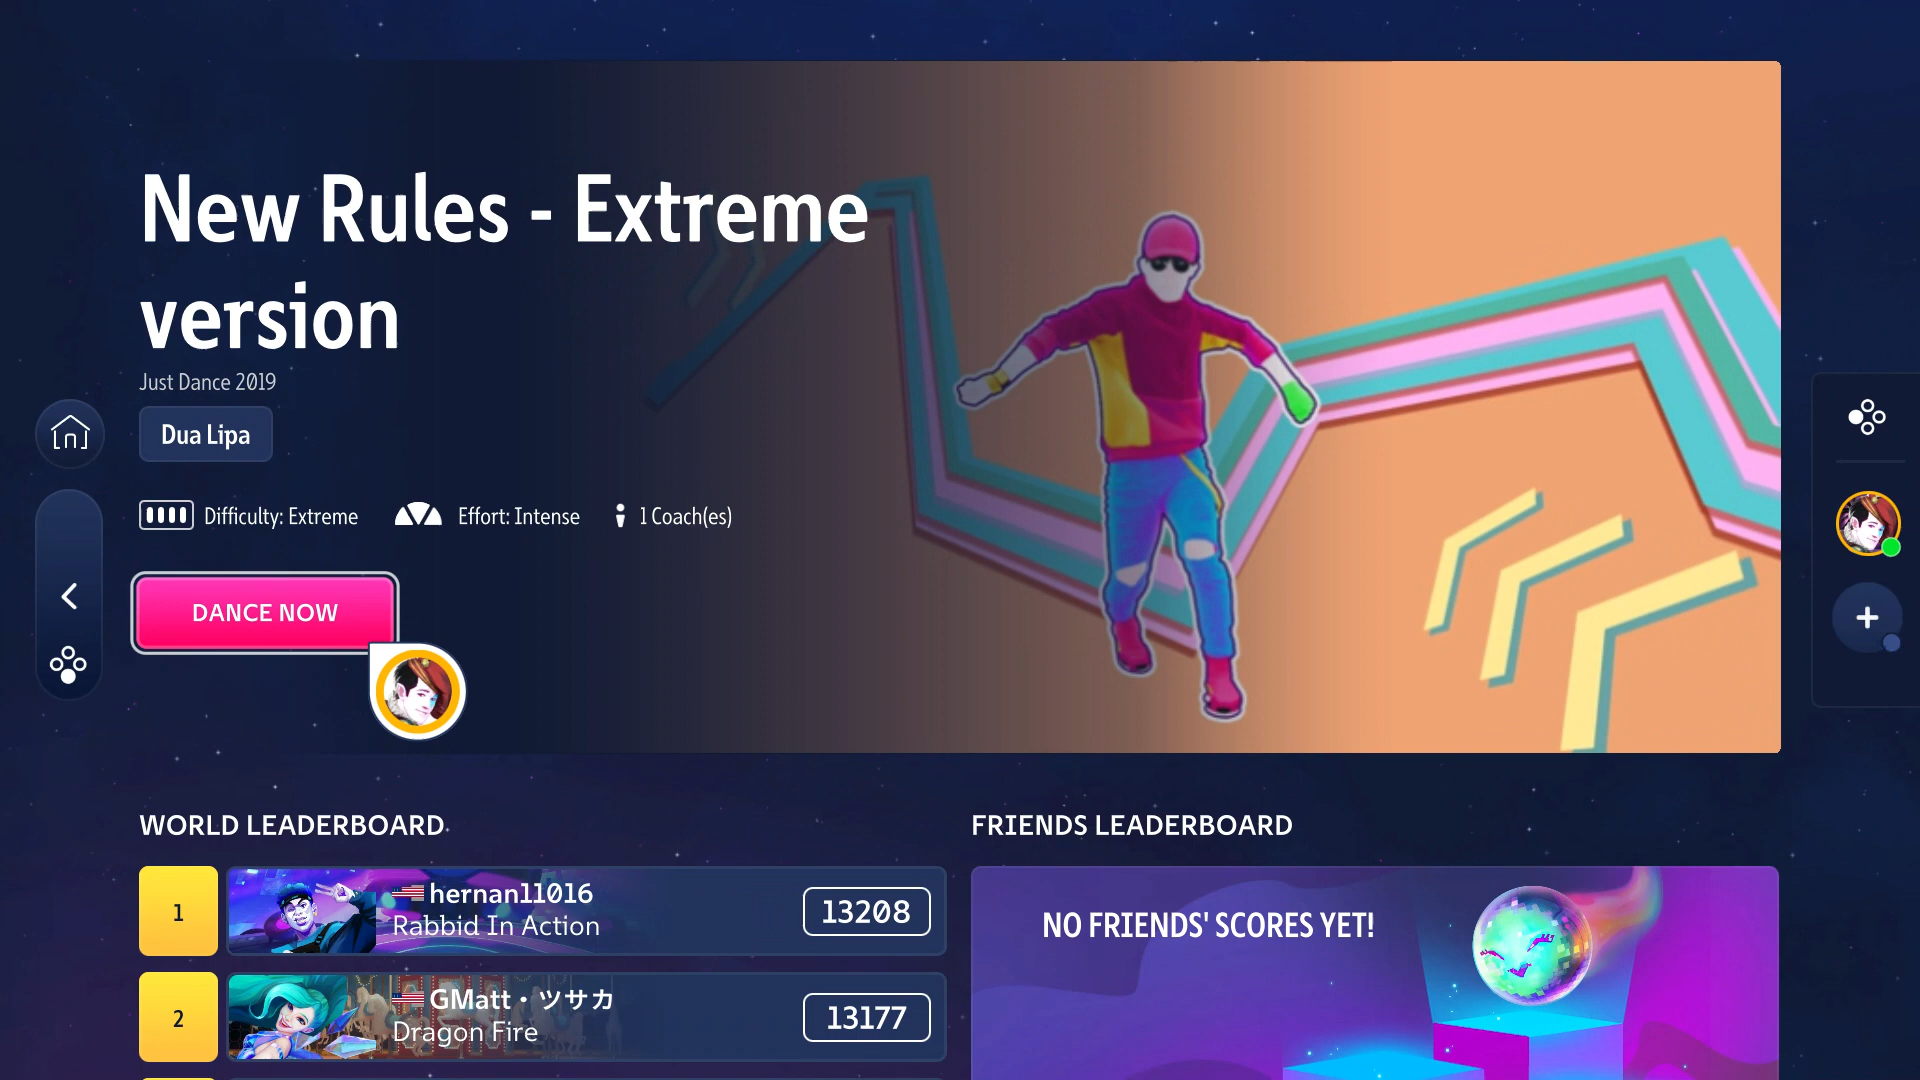 New Rules - Extreme
version
Just Dance 2019
Dua Lipa
Difficulty: Extreme
Effort: Intense
1 Coach(es)
DANCE NOW
WORLD LEADERBOARD
1
hernan11016
Rabbid In Action
13208
2
GMatt・ツサカ
Dragon Fire
13177
FRIENDS LEADERBOARD
NO FRIENDS' SCORES YET!